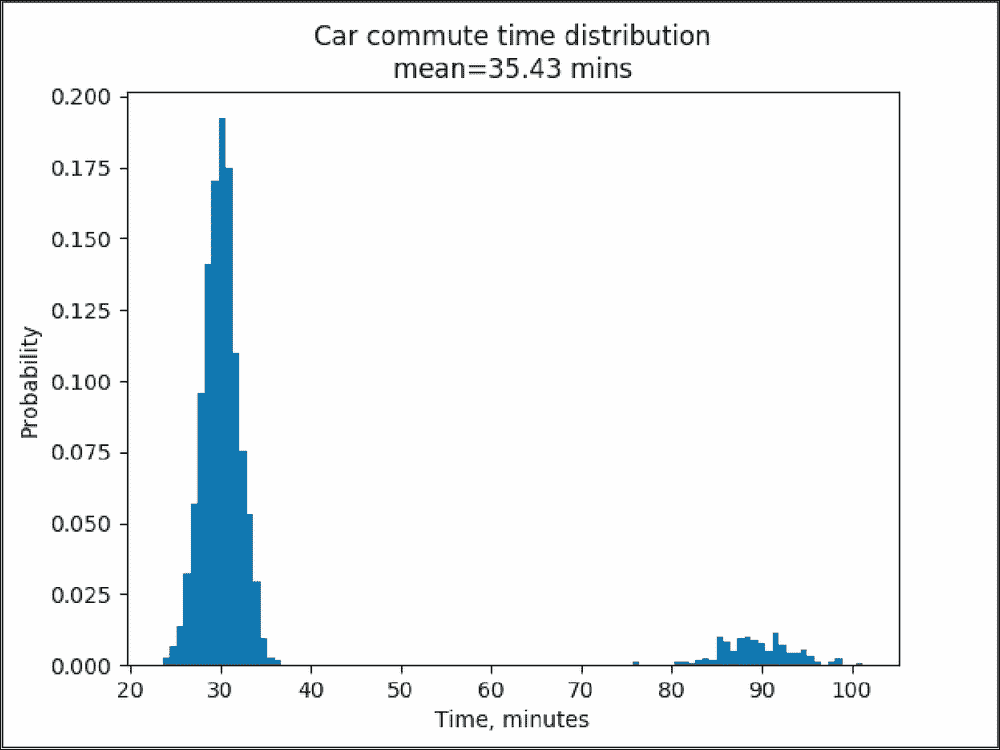 Car commute time distribution
mean=35.43 mins
0.200
0.175
0.150
0.125
0.100
0.075
0.050
0.025
0.000
Probability
20 30 40 50 60 70 80 90 100
Time, minutes